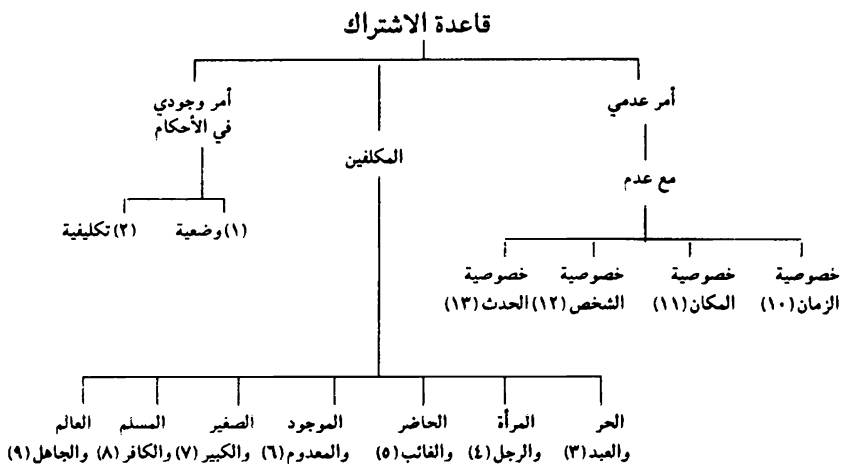 قاعدة الاشتراك
أمر عدمي
أمر وجودي
في الأحكام
المكلفين
مع عدم
(١) وضعية
(٢) تكليفية
خصوصية
الزمان (١٠)
خصوصية
المكان (١١)
خصوصية
الشخص (١٢)
خصوصية
الحدث (١٣)
الحر
والعبد (٣)
المرأة
والرجل (٤)
الحاضر
والغائب (٥)
الموجود
والمعدوم (٦)
الصغير
والكبير (٧)
المسلم
والكافر (٨)
العالم
والجاهل (٩)